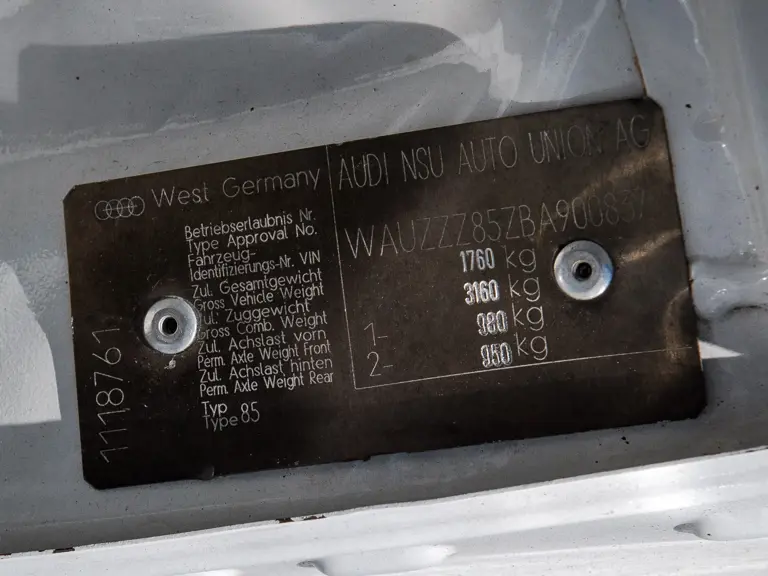 West Germany
AUDI NSU AUTO UNION AG
Betriebserlaubnis Nr.
Type Approval No.
Fahrzeug-
Identifizierungs-Nr. VIN
WAUZZZ85ZBA900837
Zul. Gesamtgewicht
Gross Vehicle Weight
1760 kg
Zul. Zuggewicht
Gross Comb. Weight
3160 kg
Zul. Achslast vorn
Perm. Axle Weight Front
1- 980 kg
Zul. Achslast hinten
Perm. Axle Weight Rear
2- 950 kg
Typ
Type 85
1118761